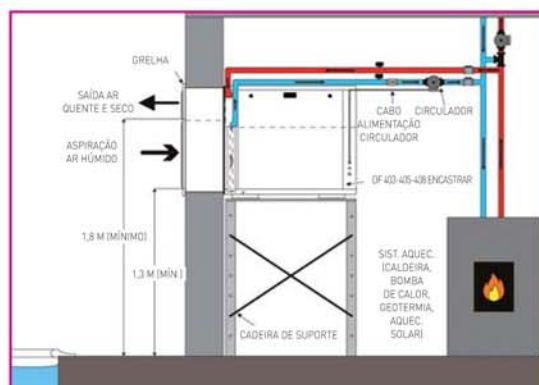 GRELHA
SAÍDA AR
QUENTE E SECO
ASPIRAÇÃO
AR HÚMIDO
1,8 M (MÍNIMO)
1,3 M (MÍN.)
CABO
ALIMENTAÇÃO
CIRCULADOR
CIRCULADOR
DF 403-405-408 ENCASTRAR
CADEIRA DE SUPORTE
SIST. AQUEC.
(CALDEIRA,
BOMBA
DE CALOR,
GEOTERMIA,
AQUEC.
SOLAR)